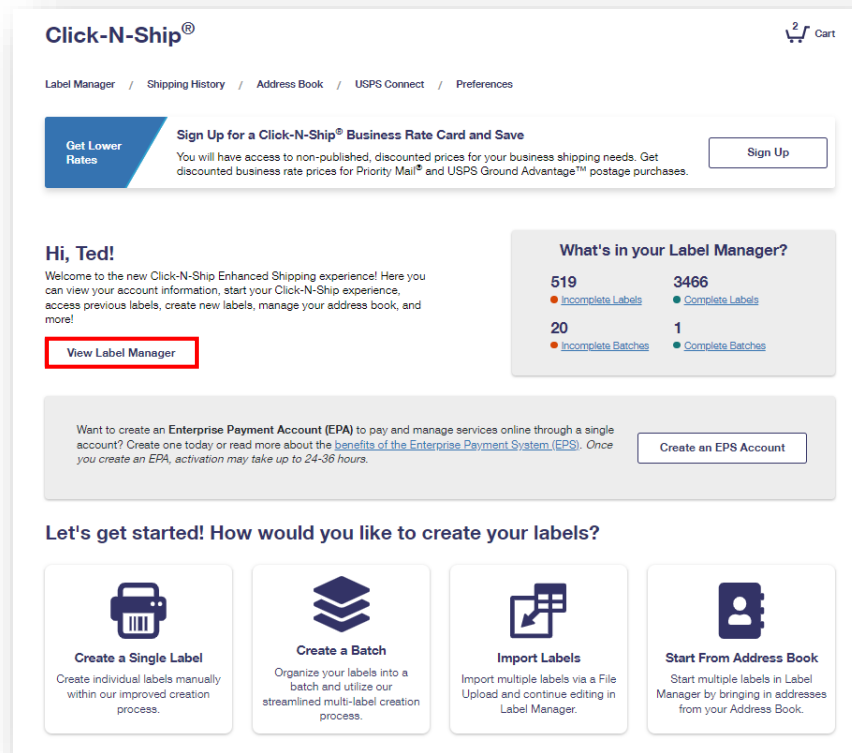 Click-N-Ship®
2
Cart
Label Manager / Shipping History / Address Book / USPS Connect / Preferences
Get Lower
Rates
Sign Up for a Click-N-Ship® Business Rate Card and Save
You will have access to non-published, discounted prices for your business shipping needs. Get
discounted business rate prices for Priority Mail® and USPS Ground Advantage™ postage purchases.
Sign Up
Hi, Ted!
Welcome to the new Click-N-Ship Enhanced Shipping experience! Here you
can view your account information, start your Click-N-Ship experience,
access previous labels, create new labels, manage your address book, and
more!
View Label Manager
What's in your Label Manager?
519
Incomplete Labels
3466
Complete Labels
20
Incomplete Batches
1
Complete Batches
Want to create an Enterprise Payment Account (EPA) to pay and manage services online through a single
account? Create one today or read more about the benefits of the Enterprise Payment System (EPS). Once
you create an EPA, activation may take up to 24-36 hours.
Create an EPS Account
Let's get started! How would you like to create your labels?
Create a Single Label
Create individual labels manually
within our improved creation
process.
Create a Batch
Organize your labels into a
batch and utilize our
streamlined multi-label creation
process.
Import Labels
Import multiple labels via a File
Upload and continue editing in
Label Manager.
Start From Address Book
Start multiple labels in Label
Manager by bringing in addresses
from your Address Book.